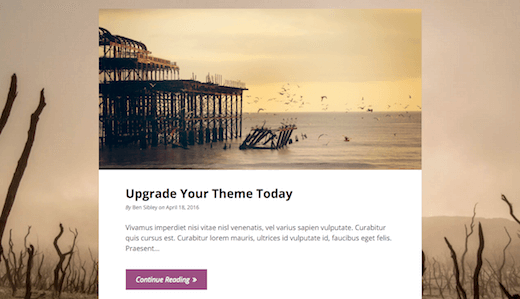 Upgrade Your Theme Today
By Ben Sibley on April 18, 2016
Vivamus imperdiet nisi vitae nisl venenatis, vel varius sapien vulputate. Curabitur
quis cursus est. Curabitur lorem mauris, ultrices id vulputate id, faucibus eget felis.
Praesent...
Continue Reading »